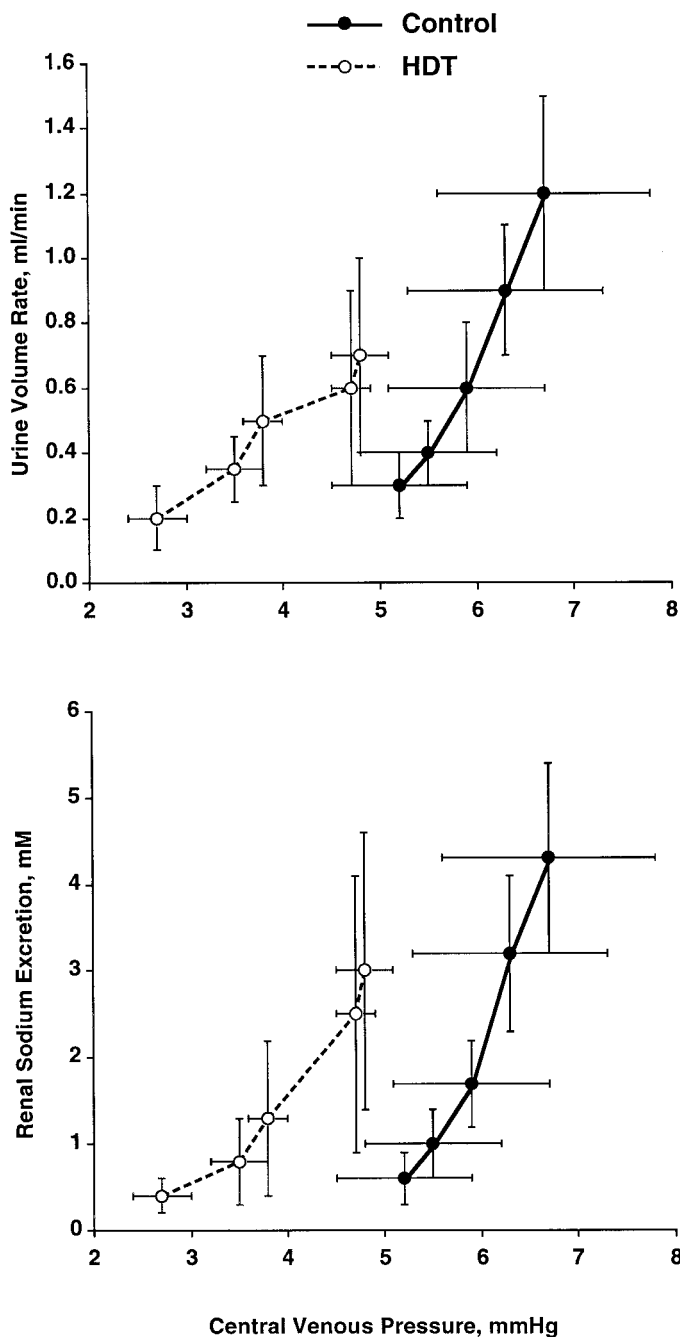 Control
HDT
Urine Volume Rate, ml/min
1.6
1.4
1.2
1.0
0.8
0.6
0.4
0.2
0.0
2 3 4 5 6 7 8
Renal Sodium Excretion, mM
6
5
4
3
2
1
0
2 3 4 5 6 7 8
Central Venous Pressure, mmHg